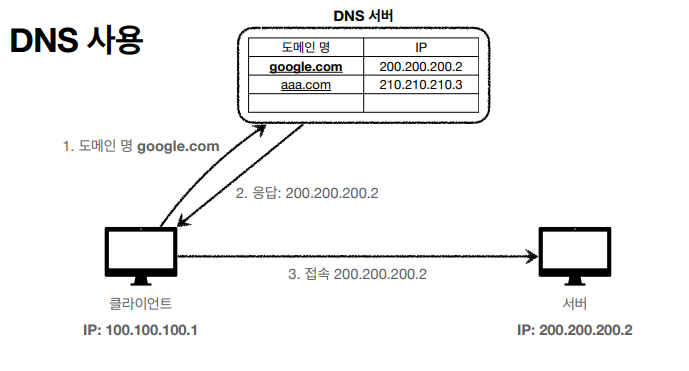 DNS 사용
DNS 서버
도메인 명 IP
google.com 200.200.200.2
aaa.com 210.210.210.3
1. 도메인 명 google.com
2. 응답: 200.200.200.2
3. 접속 200.200.200.2
클라이언트
IP: 100.100.100.1
서버
IP: 200.200.200.2